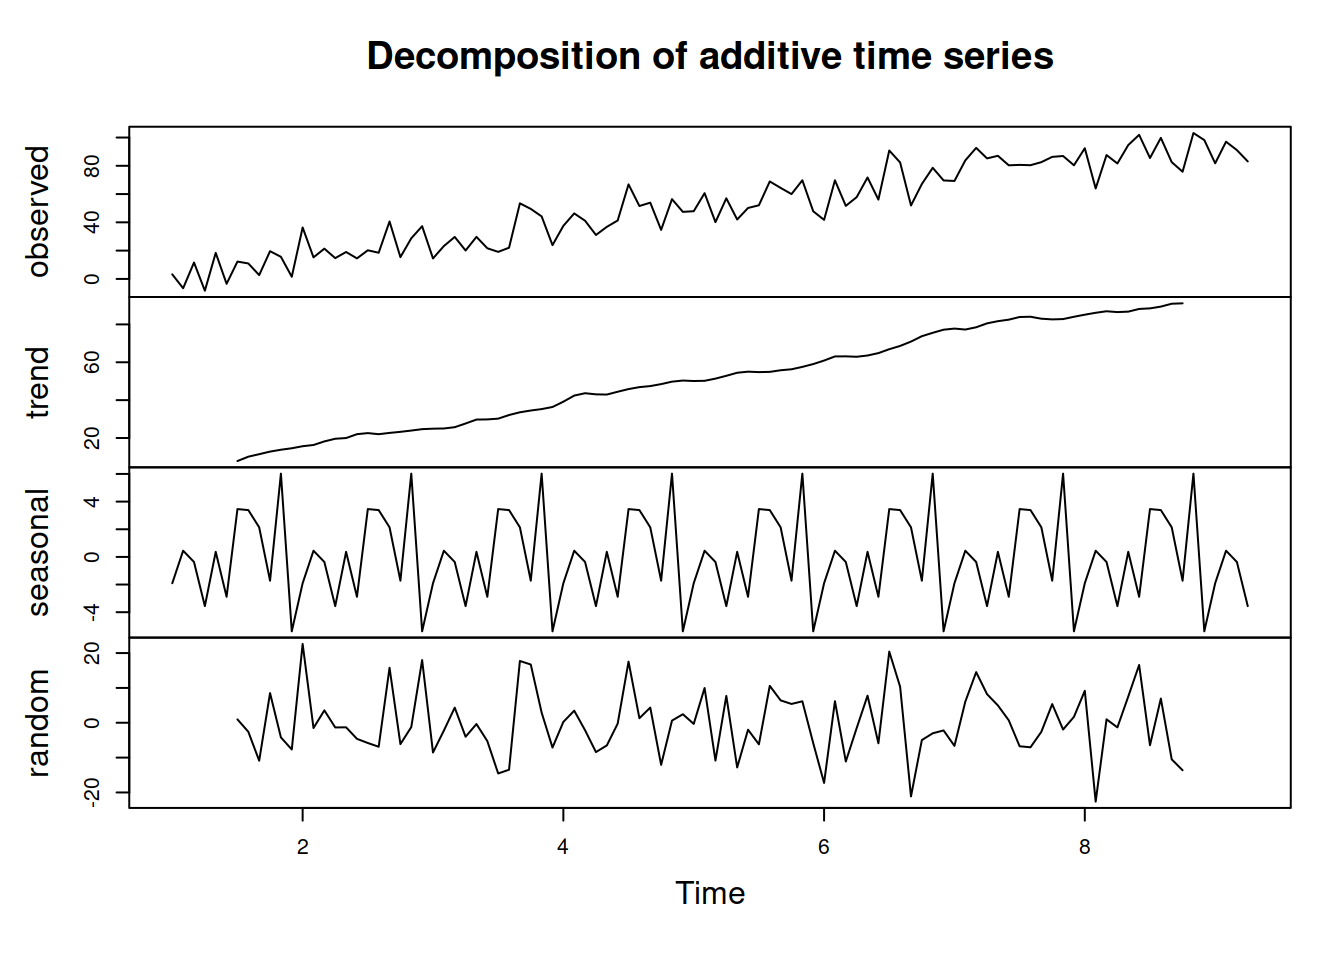 Decomposition of additive time series
observed
0 40 80
trend
20 60
seasonal
-4 0 4
random
-20 0 20
2 4 6 8
Time